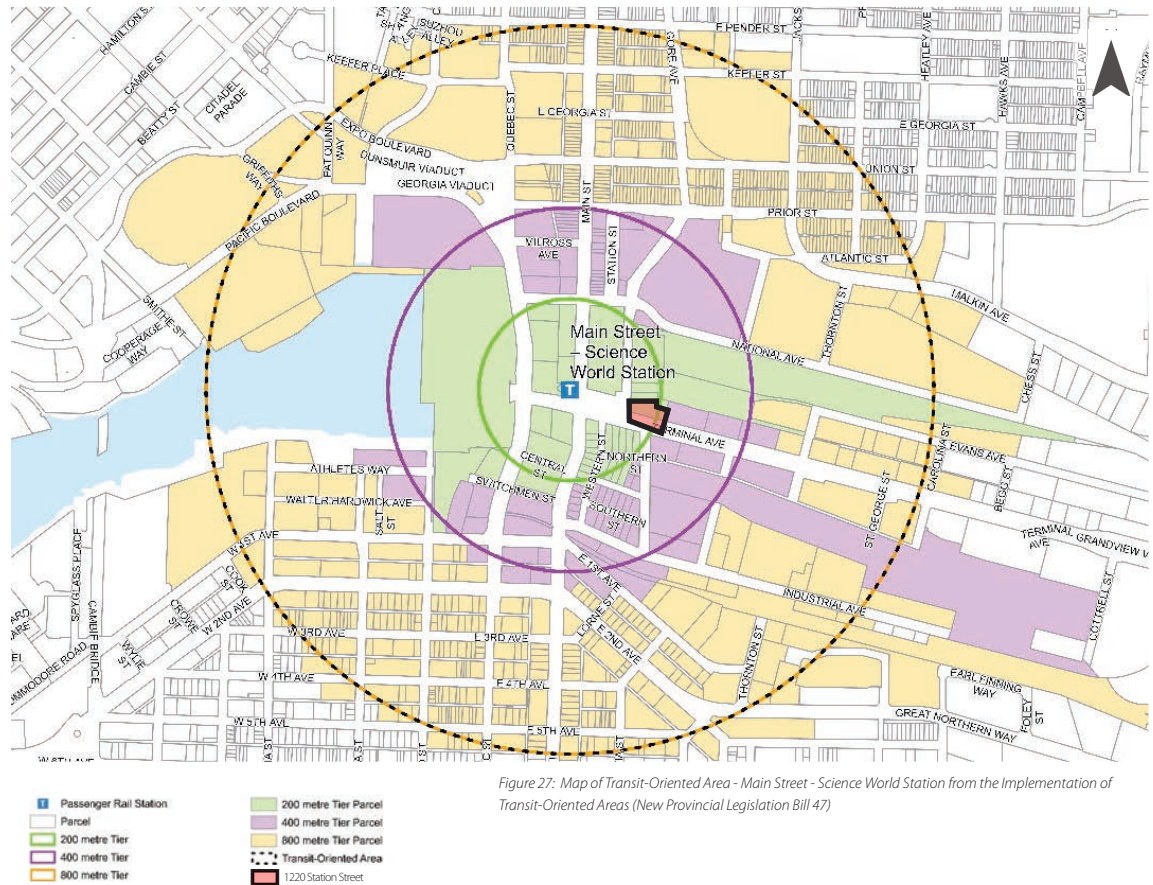 HAMILTON ST
CAMBIE ST
BEATTY ST
CITADEL
PARADE
SUZHOU
ALLEY
KEEFER PLACE
E PENDER ST
KEEFER ST
GORE AVE
HEATLEY AVE
HAWKS AVE
CAMPBELL AVE
QUEBEC ST
E GEORGIA ST
E GEORGIA ST
PAT QUINN
WAY
EXPO BOULEVARD
DUNSMUIR VIADUCT
GEORGIA VIADUCT
GRIFFITHS
WAY
PACIFIC BOULEVARD
MAIN ST
UNION ST
PRIOR ST
MILROSS
AVE
STATION ST
ATLANTIC ST
MALKIN AVE
SMITHE ST
COOPERAGE
WAY
THORNTON ST
NATIONAL AVE
CHESS ST
Main Street
– Science
World Station
T
TERMINAL AVE
WESTERN ST
NORTHERN
ST
CENTRAL
ST
SWITCHMEN ST
SOUTHERN
ST
ATHLETES WAY
WALTER HARDWICK AVE
SALT
ST
CAROLINA ST
EVANS AVE
BEGG ST
ST GEORGE ST
TERMINAL GRANDVIEW V
AVE
COTTRELL ST
W 1ST AVE
E 1ST AVE
SPYGLASS PLACE
CAMBIE BRIDGE
COOK
ST
CROWE
ST
W 2ND AVE
WYLIE
ST
COMMODORE ROAD
LORNE ST
E 2ND AVE
INDUSTRIAL AVE
THORNTON ST
W 3RD AVE
E 3RD AVE
W 4TH AVE
E 4TH AVE
W 5TH AVE
E 5TH AVE
W 6TH AVE
EARL FINNING
WAY
FOLEY
ST
GREAT NORTHERN WAY
Figure 27: Map of Transit-Oriented Area - Main Street - Science World Station from the Implementation of
Transit-Oriented Areas (New Provincial Legislation Bill 47)
T Passenger Rail Station
Parcel
200 metre Tier
400 metre Tier
800 metre Tier
200 metre Tier Parcel
400 metre Tier Parcel
800 metre Tier Parcel
Transit-Oriented Area
1220 Station Street